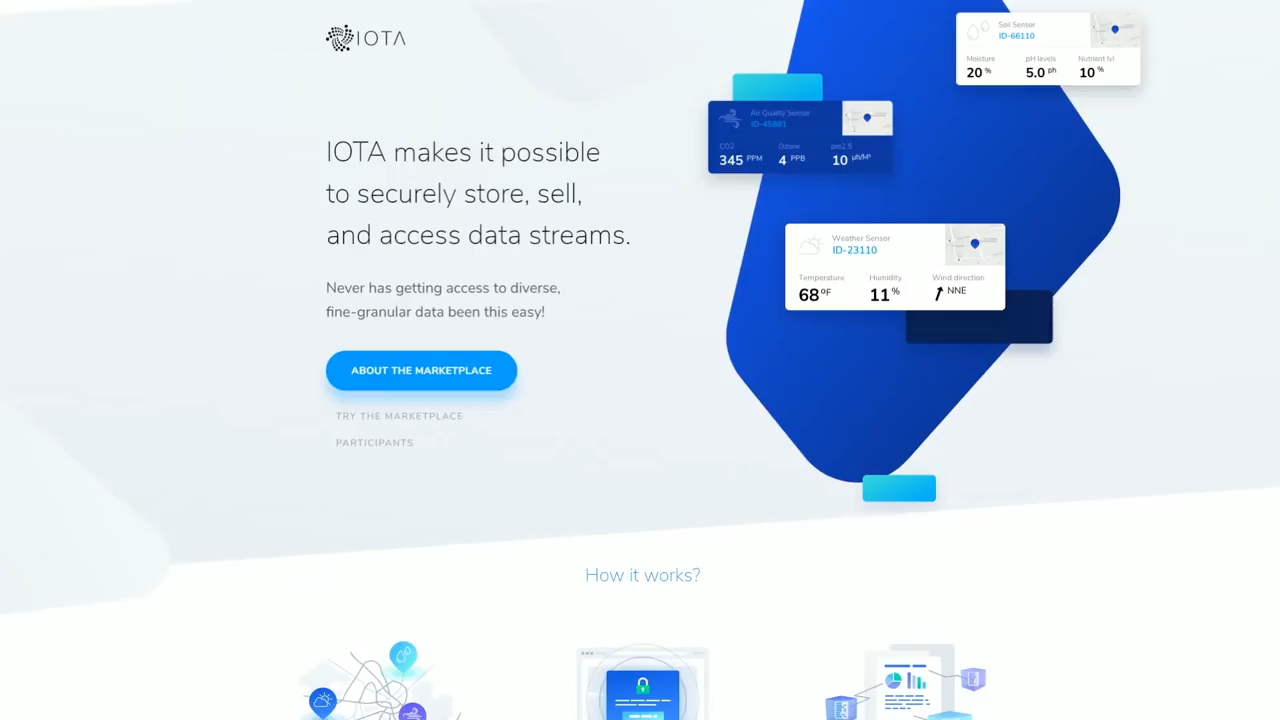 IOTA
IOTA makes it possible
to securely store, sell,
and access data streams.
Never has getting access to diverse,
fine-granular data been this easy!
ABOUT THE MARKETPLACE
TRY THE MARKETPLACE
PARTICIPANTS
Soil Sensor
ID-66110
Moisture pH levels Nutrient lvl
20 % 5.0 ph 10 %
Air Quality Sensor
ID-45881
CO2 Ozone pm2.5
345 PPM 4 PPB 10 µh/M³
Weather Sensor
ID-23110
Temperature Humidity Wind direction
68 ºF 11 % NNE
How it works?